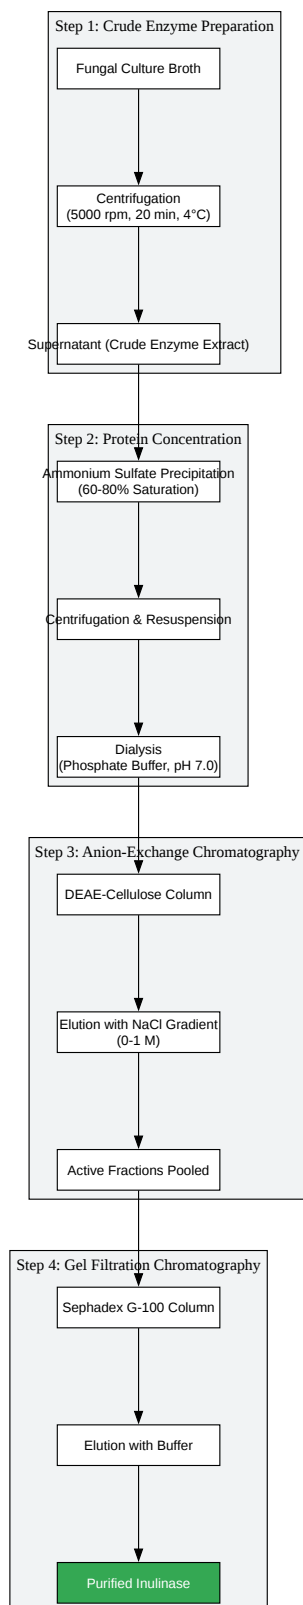 Step 1: Crude Enzyme Preparation
Fungal Culture Broth
Centrifugation
(5000 rpm, 20 min, 4°C)
Supernatant (Crude Enzyme Extract)
Step 2: Protein Concentration
Ammonium Sulfate Precipitation
(60-80% Saturation)
Centrifugation & Resuspension
Dialysis
(Phosphate Buffer, pH 7.0)
Step 3: Anion-Exchange Chromatography
DEAE-Cellulose Column
Elution with NaCl Gradient
(0-1 M)
Active Fractions Pooled
Step 4: Gel Filtration Chromatography
Sephadex G-100 Column
Elution with Buffer
Purified Inulinase